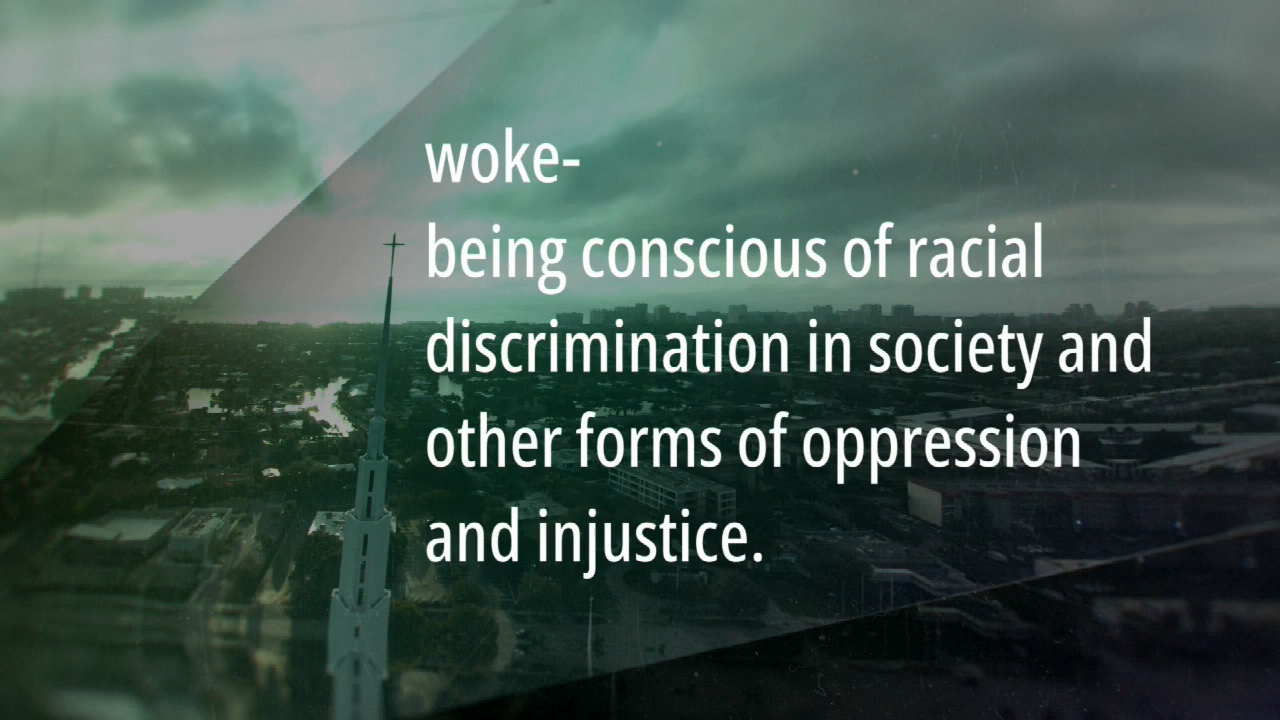 woke-
being conscious of racial
discrimination in society and
other forms of oppression
and injustice.